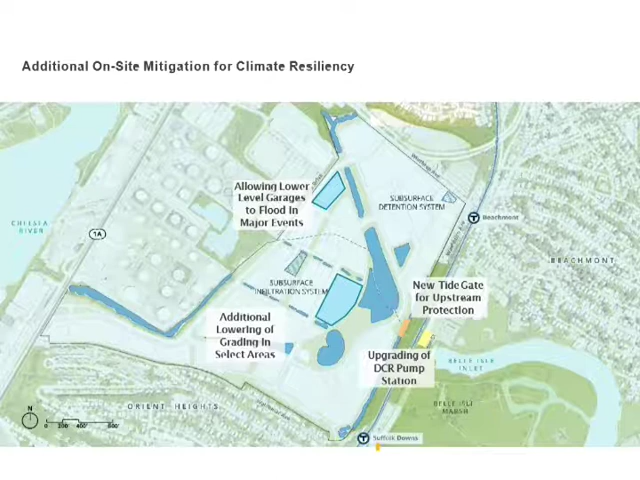 Additional On-Site Mitigation for Climate Resiliency
Allowing Lower
Level Garages
to Flood In
Major Events
SUBSURFACE
DETENTION SYSTEM
T Beachmont
CHELSEA
RIVER
1A
BEACHMONT
SUBSURFACE
INFILTRATION SYSTEM
New Tide Gate
for Upstream
Protection
Additional
Lowering of
Grading in
Select Areas
Upgrading of
DCR Pump
Station
BELLE ISLE
INLET
BELLE ISLE
MARSH
ORIENT HEIGHTS
N
0
T Suffolk Downs